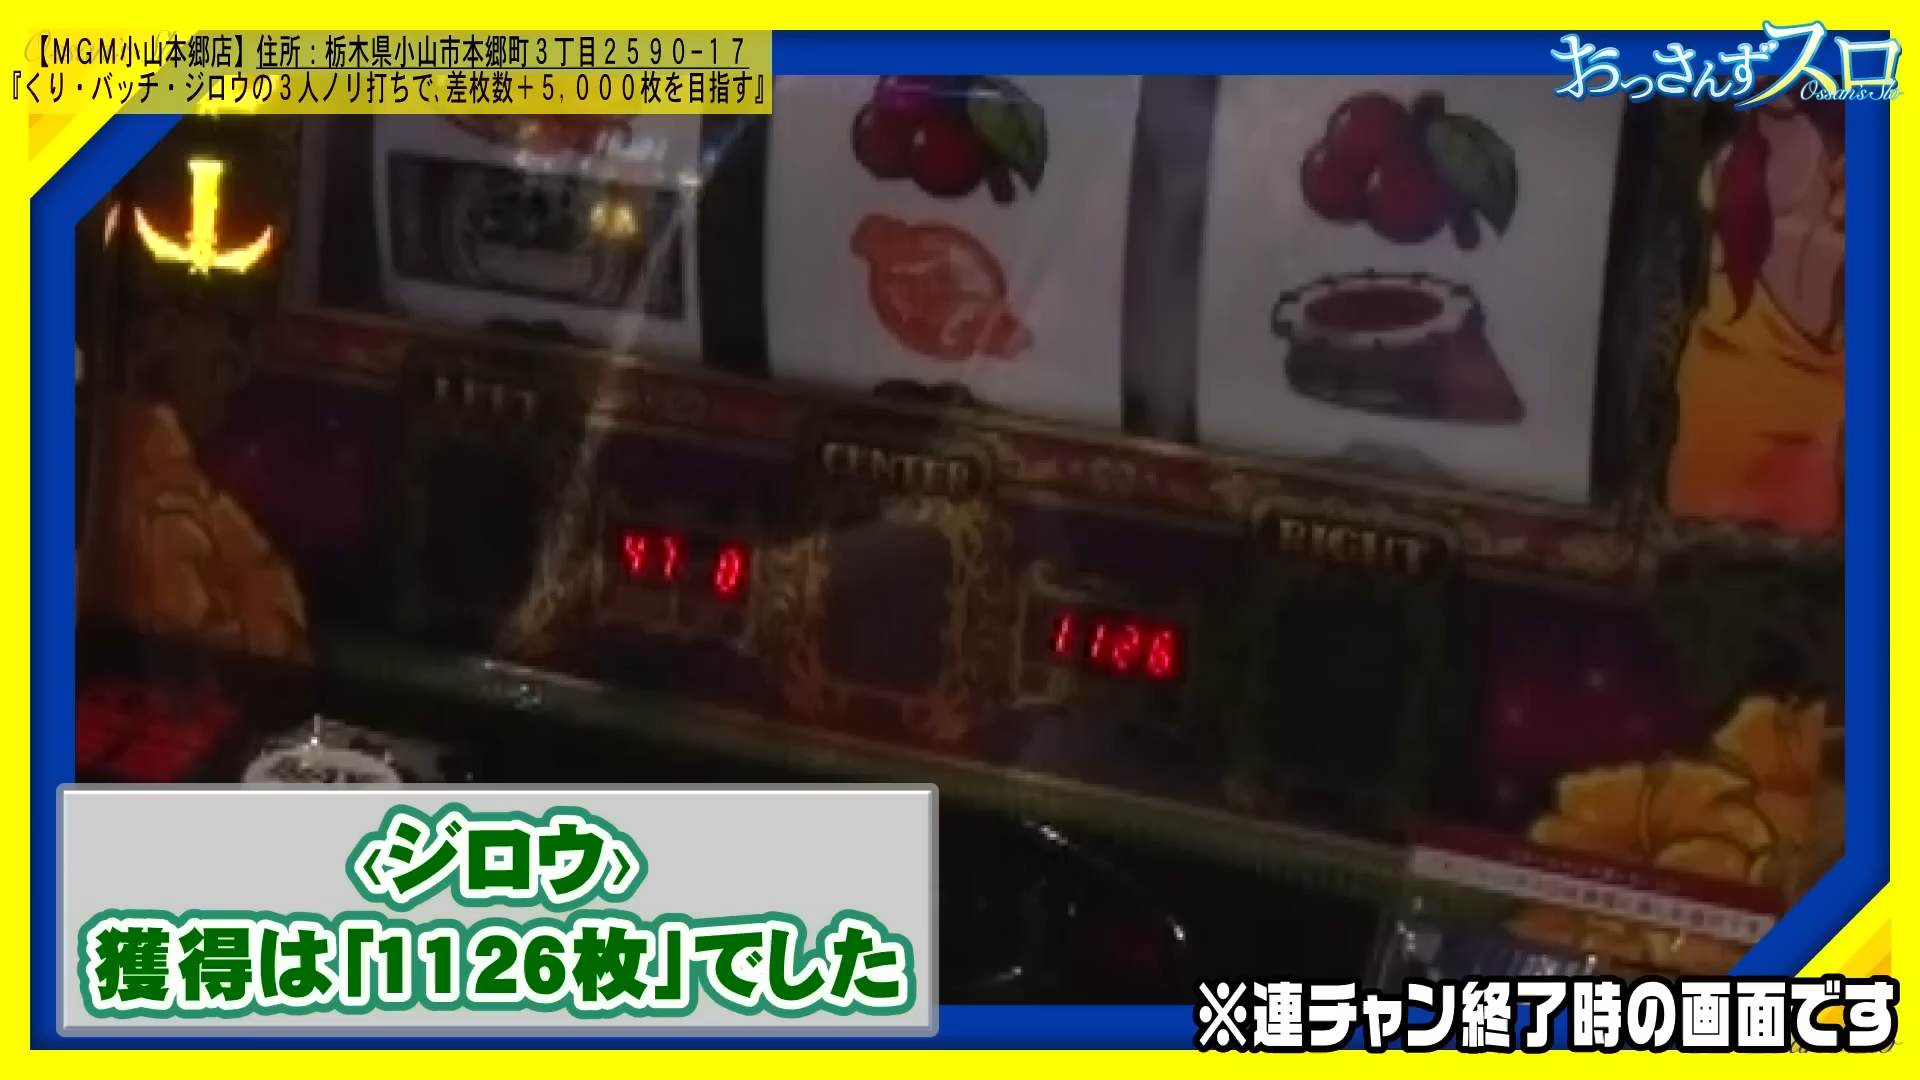 【MGM小山本郷店】住所：栃木県小山市本郷町3丁目2590-17
『くり・バッチ・ジロウの3人ノリ打ちで､差枚数＋5,000枚を目指す』
おっさんずスロ
Ossan's Slo
LEFT
CENTER
RIGHT
47 0
1126
〈ジロウ〉
獲得は「1126枚」でした
※連チャン終了時の画面です